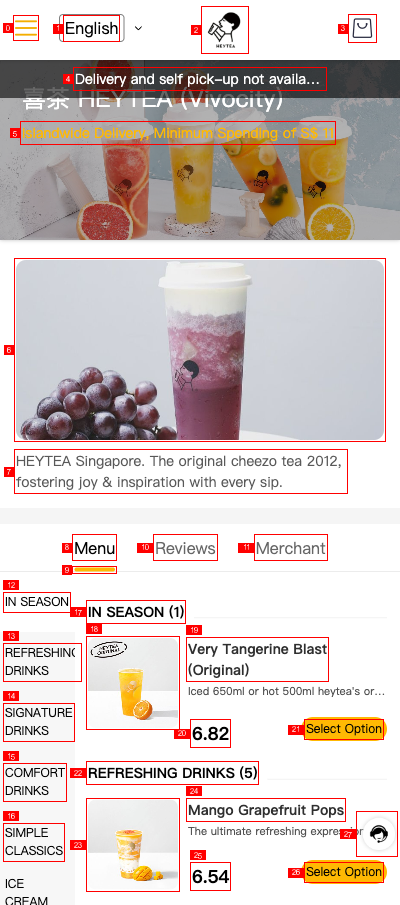 English
HEYTEA
Delivery and self pick-up not availa...
喜茶 HEYTEA (Vivocity)
Islandwide Delivery, Minimum Spending of S$ 10
HEYTEA Singapore. The original cheezo tea 2012,
fostering joy & inspiration with every sip.
Menu
Reviews
Merchant
IN SEASON
REFRESHING
DRINKS
SIGNATURE
DRINKS
COMFORT
DRINKS
SIMPLE
CLASSICS
ICE
CREAM
IN SEASON (1)
HEYTEA
Very Tangerine Blast
(Original)
Iced 650ml or hot 500ml heytea's or...
6.82
Select Option
REFRESHING DRINKS (5)
Mango Grapefruit Pops
The ultimate refreshing expres for
6.54
Select Option
0
1
2
3
4
5
6
7
8
9
10
11
12
13
14
15
16
17
18
19
20
21
22
23
24
25
26
27